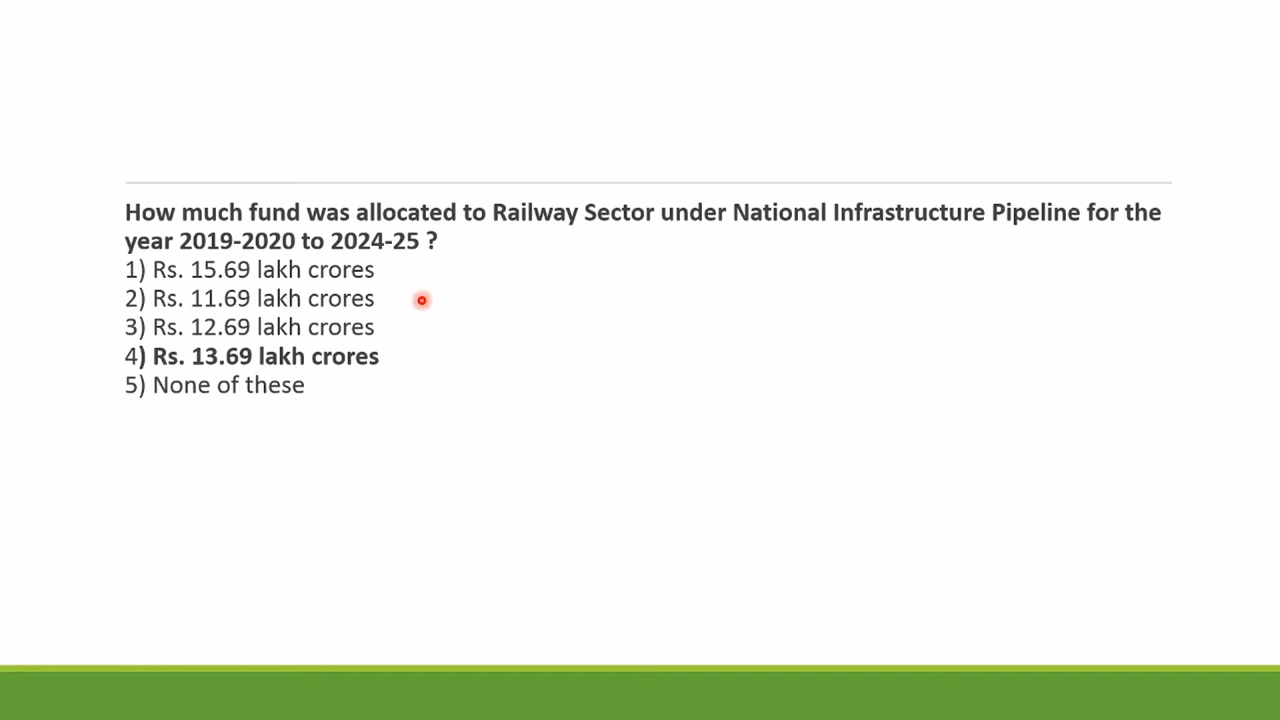 How much fund was allocated to Railway Sector under National Infrastructure Pipeline for the
year 2019-2020 to 2024-25 ?
1) Rs. 15.69 lakh crores
2) Rs. 11.69 lakh crores
3) Rs. 12.69 lakh crores
4) Rs. 13.69 lakh crores
5) None of these